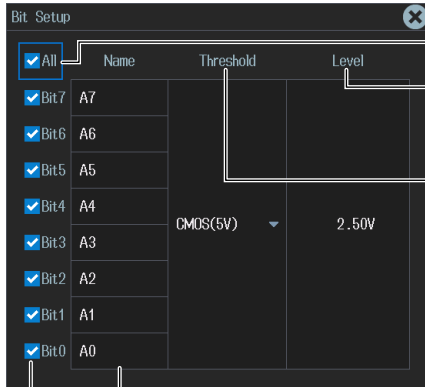 Bit Setup
All Name Threshold Level
Bit7 A7
Bit6 A6
Bit5 A5
Bit4 A4
CMOS(5V) 2.50V
Bit3 A3
Bit2 A2
Bit1 A1
Bit0 A0